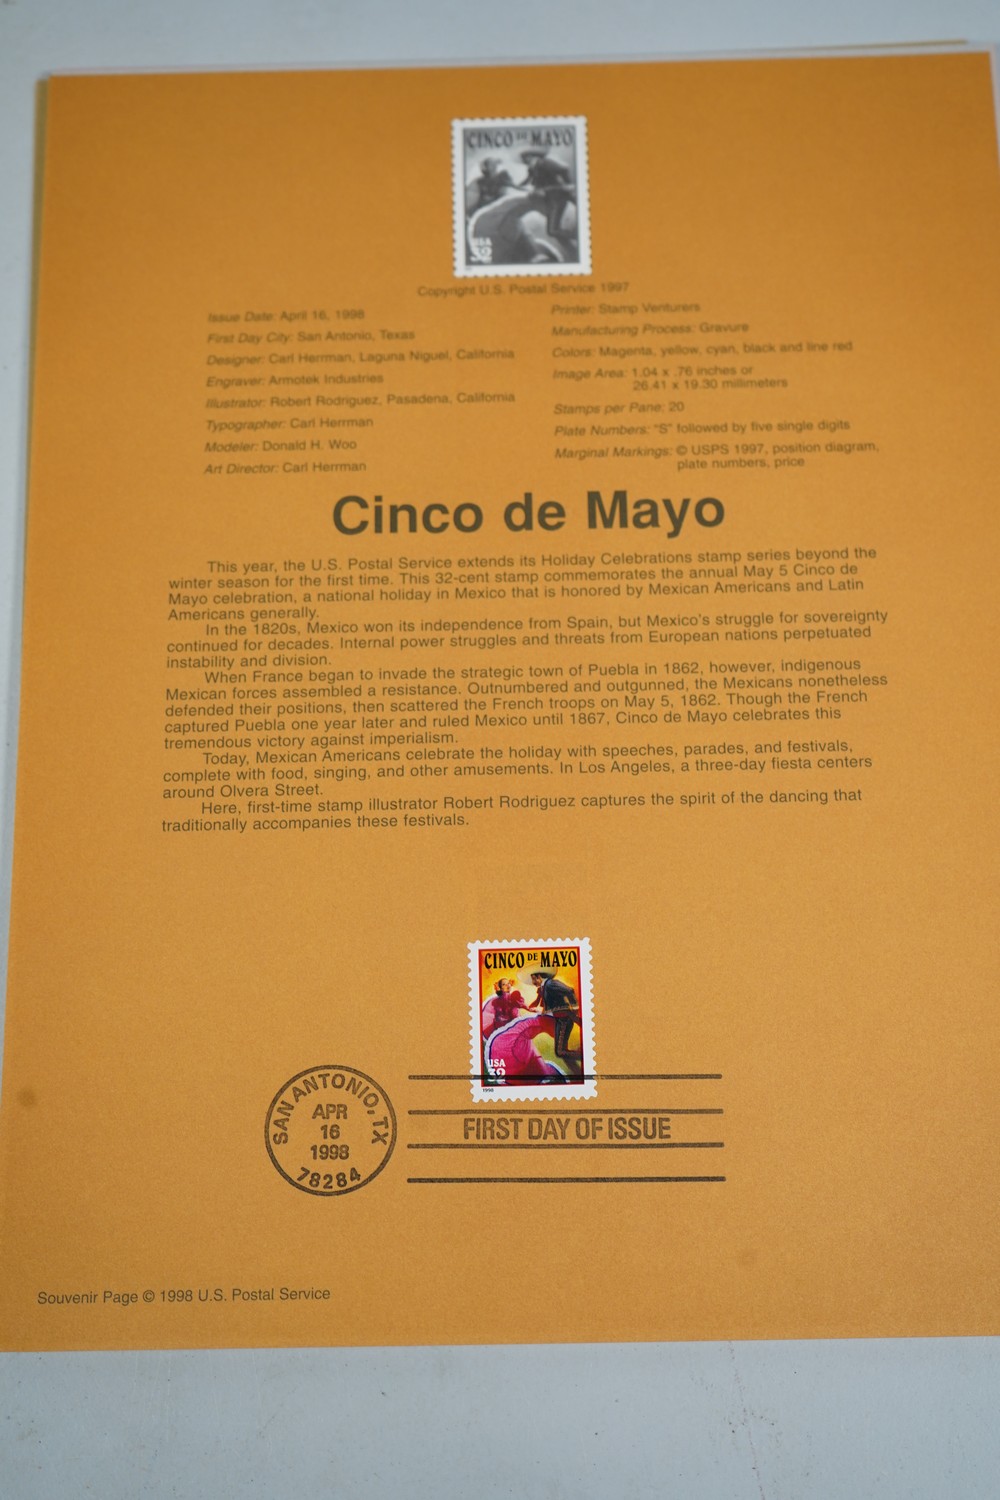 CINCO DE MAYO
USA
32
Copyright U.S. Postal Service 1997
Issue Date: April 16, 1998
First Day City: San Antonio, Texas
Designer: Carl Herrman, Laguna Niguel, California
Engraver: Armotek Industries
Illustrator: Robert Rodriguez, Pasadena, California
Typographer: Carl Herrman
Modeler: Donald H. Woo
Art Director: Carl Herrman
Printer: Stamp Venturers
Manufacturing Process: Gravure
Colors: Magenta, yellow, cyan, black and line red
Image Area: 1.04 x .76 inches or
26.41 x 19.30 millimeters
Stamps per Pane: 20
Plate Numbers: "S" followed by five single digits
Marginal Markings: © USPS 1997, position diagram,
plate numbers, price
Cinco de Mayo
This year, the U.S. Postal Service extends its Holiday Celebrations stamp series beyond the
winter season for the first time. This 32-cent stamp commemorates the annual May 5 Cinco de
Mayo celebration, a national holiday in Mexico that is honored by Mexican Americans and Latin
Americans generally.
In the 1820s, Mexico won its independence from Spain, but Mexico's struggle for sovereignty
continued for decades. Internal power struggles and threats from European nations perpetuated
instability and division.
When France began to invade the strategic town of Puebla in 1862, however, indigenous
Mexican forces assembled a resistance. Outnumbered and outgunned, the Mexicans nonetheless
defended their positions, then scattered the French troops on May 5, 1862. Though the French
captured Puebla one year later and ruled Mexico until 1867, Cinco de Mayo celebrates this
tremendous victory against imperialism.
Today, Mexican Americans celebrate the holiday with speeches, parades, and festivals,
complete with food, singing, and other amusements. In Los Angeles, a three-day fiesta centers
around Olvera Street.
Here, first-time stamp illustrator Robert Rodriguez captures the spirit of the dancing that
traditionally accompanies these festivals.
CINCO DE MAYO
USA
32
1998
SAN ANTONIO, TX
APR
16
1998
78284
FIRST DAY OF ISSUE
Souvenir Page © 1998 U.S. Postal Service